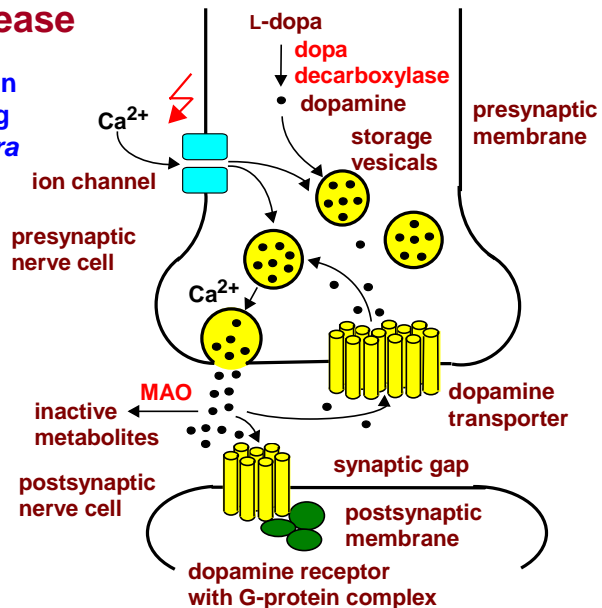 ease
L-dopa
dopa
decarboxylase
dopamine
n
g
ra
Ca2+
ion channel
storage
vesicals
presynaptic
membrane
presynaptic
nerve cell
Ca2+
MAO
inactive
metabolites
dopamine
transporter
synaptic gap
postsynaptic
nerve cell
postsynaptic
membrane
dopamine receptor
with G-protein complex